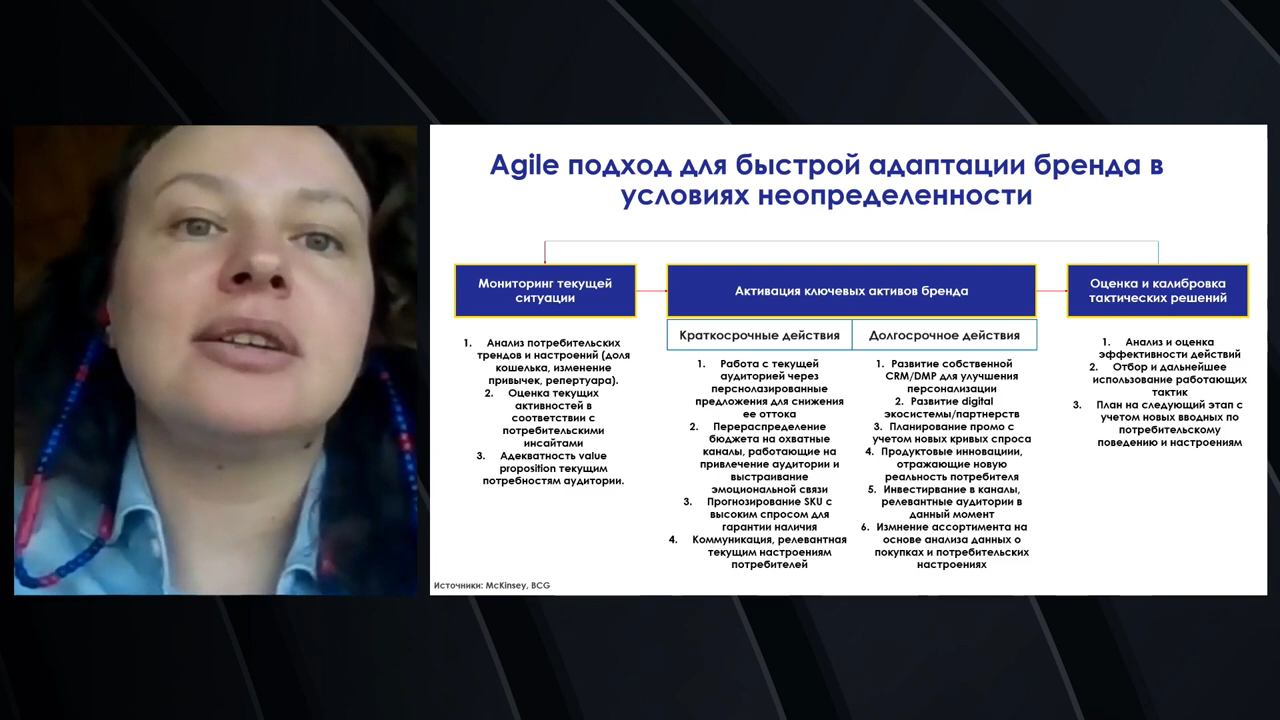 Agile подход для быстрой адаптации бренда в
условиях неопределенности
Мониторинг текущей
ситуации
1. Анализ потребительских
трендов и настроений (доля
кошелька, изменение
привычек, репертуара).
2. Оценка текущих
активностей в
соответствии с
потребительскими
инсайтами
3. Адекватность value
proposition текущим
потребностям аудитории.
Активация ключевых активов бренда
Краткосрочные действия
1. Работа с текущей
аудиторией через
перснолазированные
предложения для снижения
ее оттока
2. Перераспределение
бюджета на охватные
каналы, работающие на
привлечение аудитории и
выстраивание
эмоциональной связи
3. Прогнозирование SKU с
высоким спросом для
гарантии наличия
4. Коммуникация, релевантная
текущим настроениям
потребителей
Долгосрочное действия
1. Развитие собственной
CRM/DMP для улучшения
персонализации
2. Развитие digital
экосистемы/партнерств
3. Планирование промо с
учетом новых кривых спроса
4. Продуктовые инновациии,
отражающие новую
реальность потребителя
5. Инвестирвание в каналы,
релевантные аудитории в
данный момент
6. Измнение ассортимента на
основе анализа данных о
покупках и потребительских
настроениях
Оценка и калибровка
тактических решений
1. Анализ и оценка
эффективности действий
2. Отбор и дальнейшее
использование работающих
тактик
3. План на следующий этап с
учетом новых вводных по
потребительскому
поведению и настроениям
Источники: McKinsey, BCG